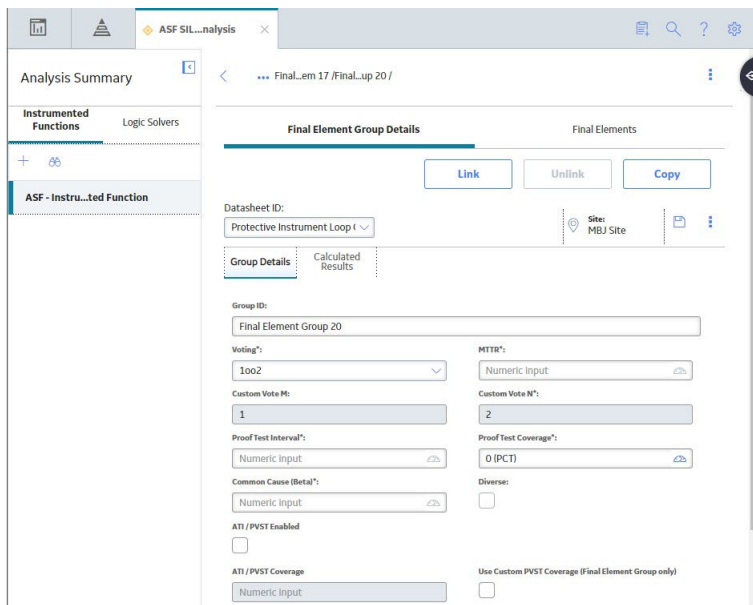 ASF SIL...nalysis
Analysis Summary
Final...em 17 /Final...up 20 /
Instrumented Functions
Logic Solvers
Final Element Group Details
Final Elements
Link
Unlink
Copy
ASF - Instru...ted Function
Datasheet ID:
Protective Instrument Loop
Site:
MBJ Site
Group Details
Calculated Results
Group ID:
Final Element Group 20
Voting*:
MTTR*:
1oo2
Numeric input
Custom Vote M:
Custom Vote N*:
1
2
Proof Test Interval*:
Proof Test Coverage*:
Numeric input
0 (PCT)
Common Cause (Beta)*:
Diverse:
Numeric input
ATI / PVST Enabled
ATI / PVST Coverage
Use Custom PVST Coverage (Final Element Group only)
Numeric input